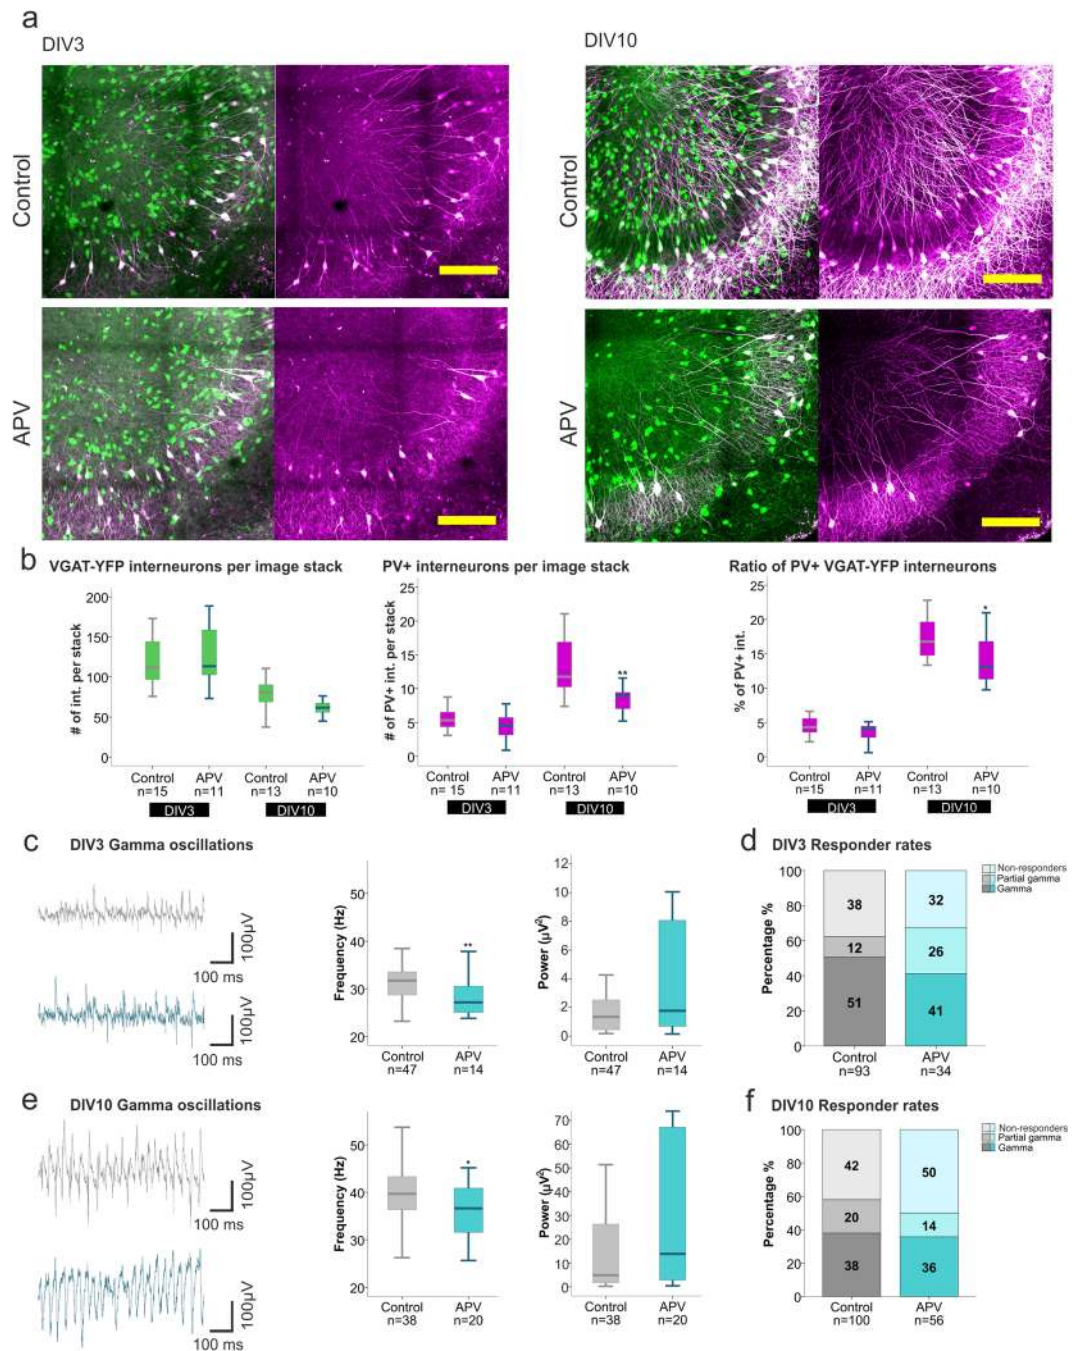 a
DIV3
DIV10
Control
Control
APV
APV
b
VGAT-YFP interneurons per image stack
PV+ interneurons per image stack
Ratio of PV+ VGAT-YFP interneurons
# of int. per stack
200
150
100
50
0
Control
n=15
APV
n=11
Control
n=13
APV
n=10
DIV3
DIV10
# of PV+ int. per stack
25
20
15
10
5
0
**
Control
n= 15
APV
n=11
Control
n=13
APV
n=10
DIV3
DIV10
% of PV+ int.
25
20
15
10
5
0
*
Control
n=15
APV
n=11
Control
n=13
APV
n=10
DIV3
DIV10
c
DIV3 Gamma oscillations
100µV
100 ms
100µV
100 ms
Frequency (Hz)
50
40
30
20
**
Control
n=47
APV
n=14
Power (µV²)
12
10
8
6
4
2
0
Control
n=47
APV
n=14
d
DIV3 Responder rates
Non-responders
Partial gamma
Gamma
Percentage %
100
80
60
40
20
0
38
12
51
32
26
41
Control
n=93
APV
n=34
e
DIV10 Gamma oscillations
100µV
100 ms
100µV
100 ms
Frequency (Hz)
50
40
30
20
*
Control
n=38
APV
n=20
Power (µV²)
70
60
50
40
30
20
10
0
Control
n=38
APV
n=20
f
DIV10 Responder rates
Non-responders
Partial gamma
Gamma
Percentage %
100
80
60
40
20
0
42
20
38
50
14
36
Control
n=100
APV
n=56